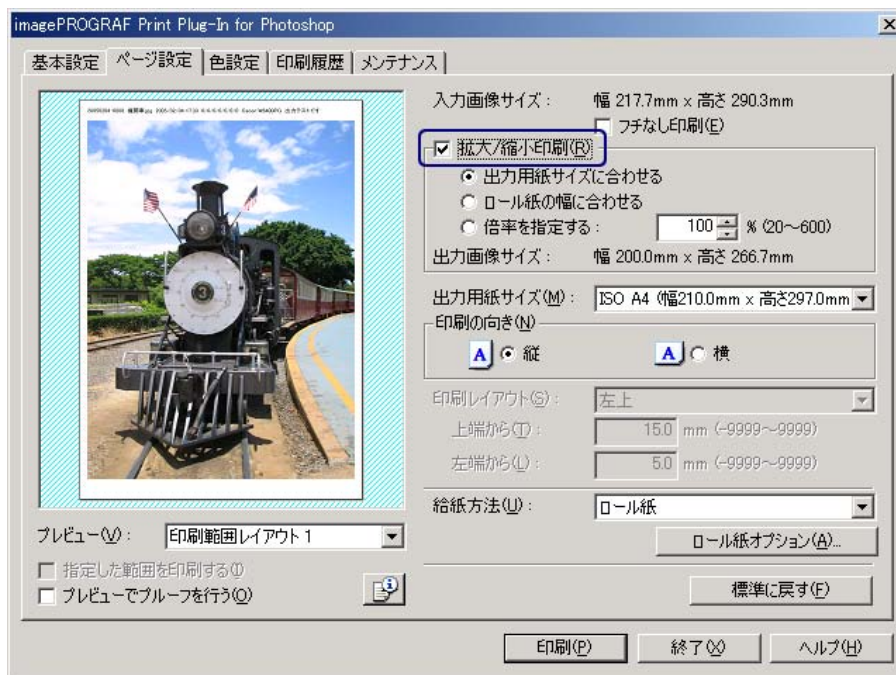 imagePROGRAF Print Plug-In for Photoshop
基本設定 ページ設定 色設定 印刷履歴 メンテナンス
入力画像サイズ： 幅 217.7mm x 高さ 290.3mm
フチなし印刷(E)
拡大/縮小印刷(R)
出力用紙サイズに合わせる
ロール紙の幅に合わせる
倍率を指定する： 100 % (20～600)
出力画像サイズ： 幅 200.0mm x 高さ 266.7mm
出力用紙サイズ(M)： ISO A4 (幅210.0mm x 高さ297.0mm
印刷の向き(N)
A 縦 A 横
印刷レイアウト(S)： 左上
上端から(T)： 15.0 mm (-9999～9999)
左端から(L)： 5.0 mm (-9999～9999)
給紙方法(U)： ロール紙
ロール紙オプション(A)...
プレビュー(V)： 印刷範囲レイアウト 1
指定した範囲を印刷する(I)
プレビューでプルーフを行う(O)
標準に戻す(F)
印刷(P) 終了(X) ヘルプ(H)
3